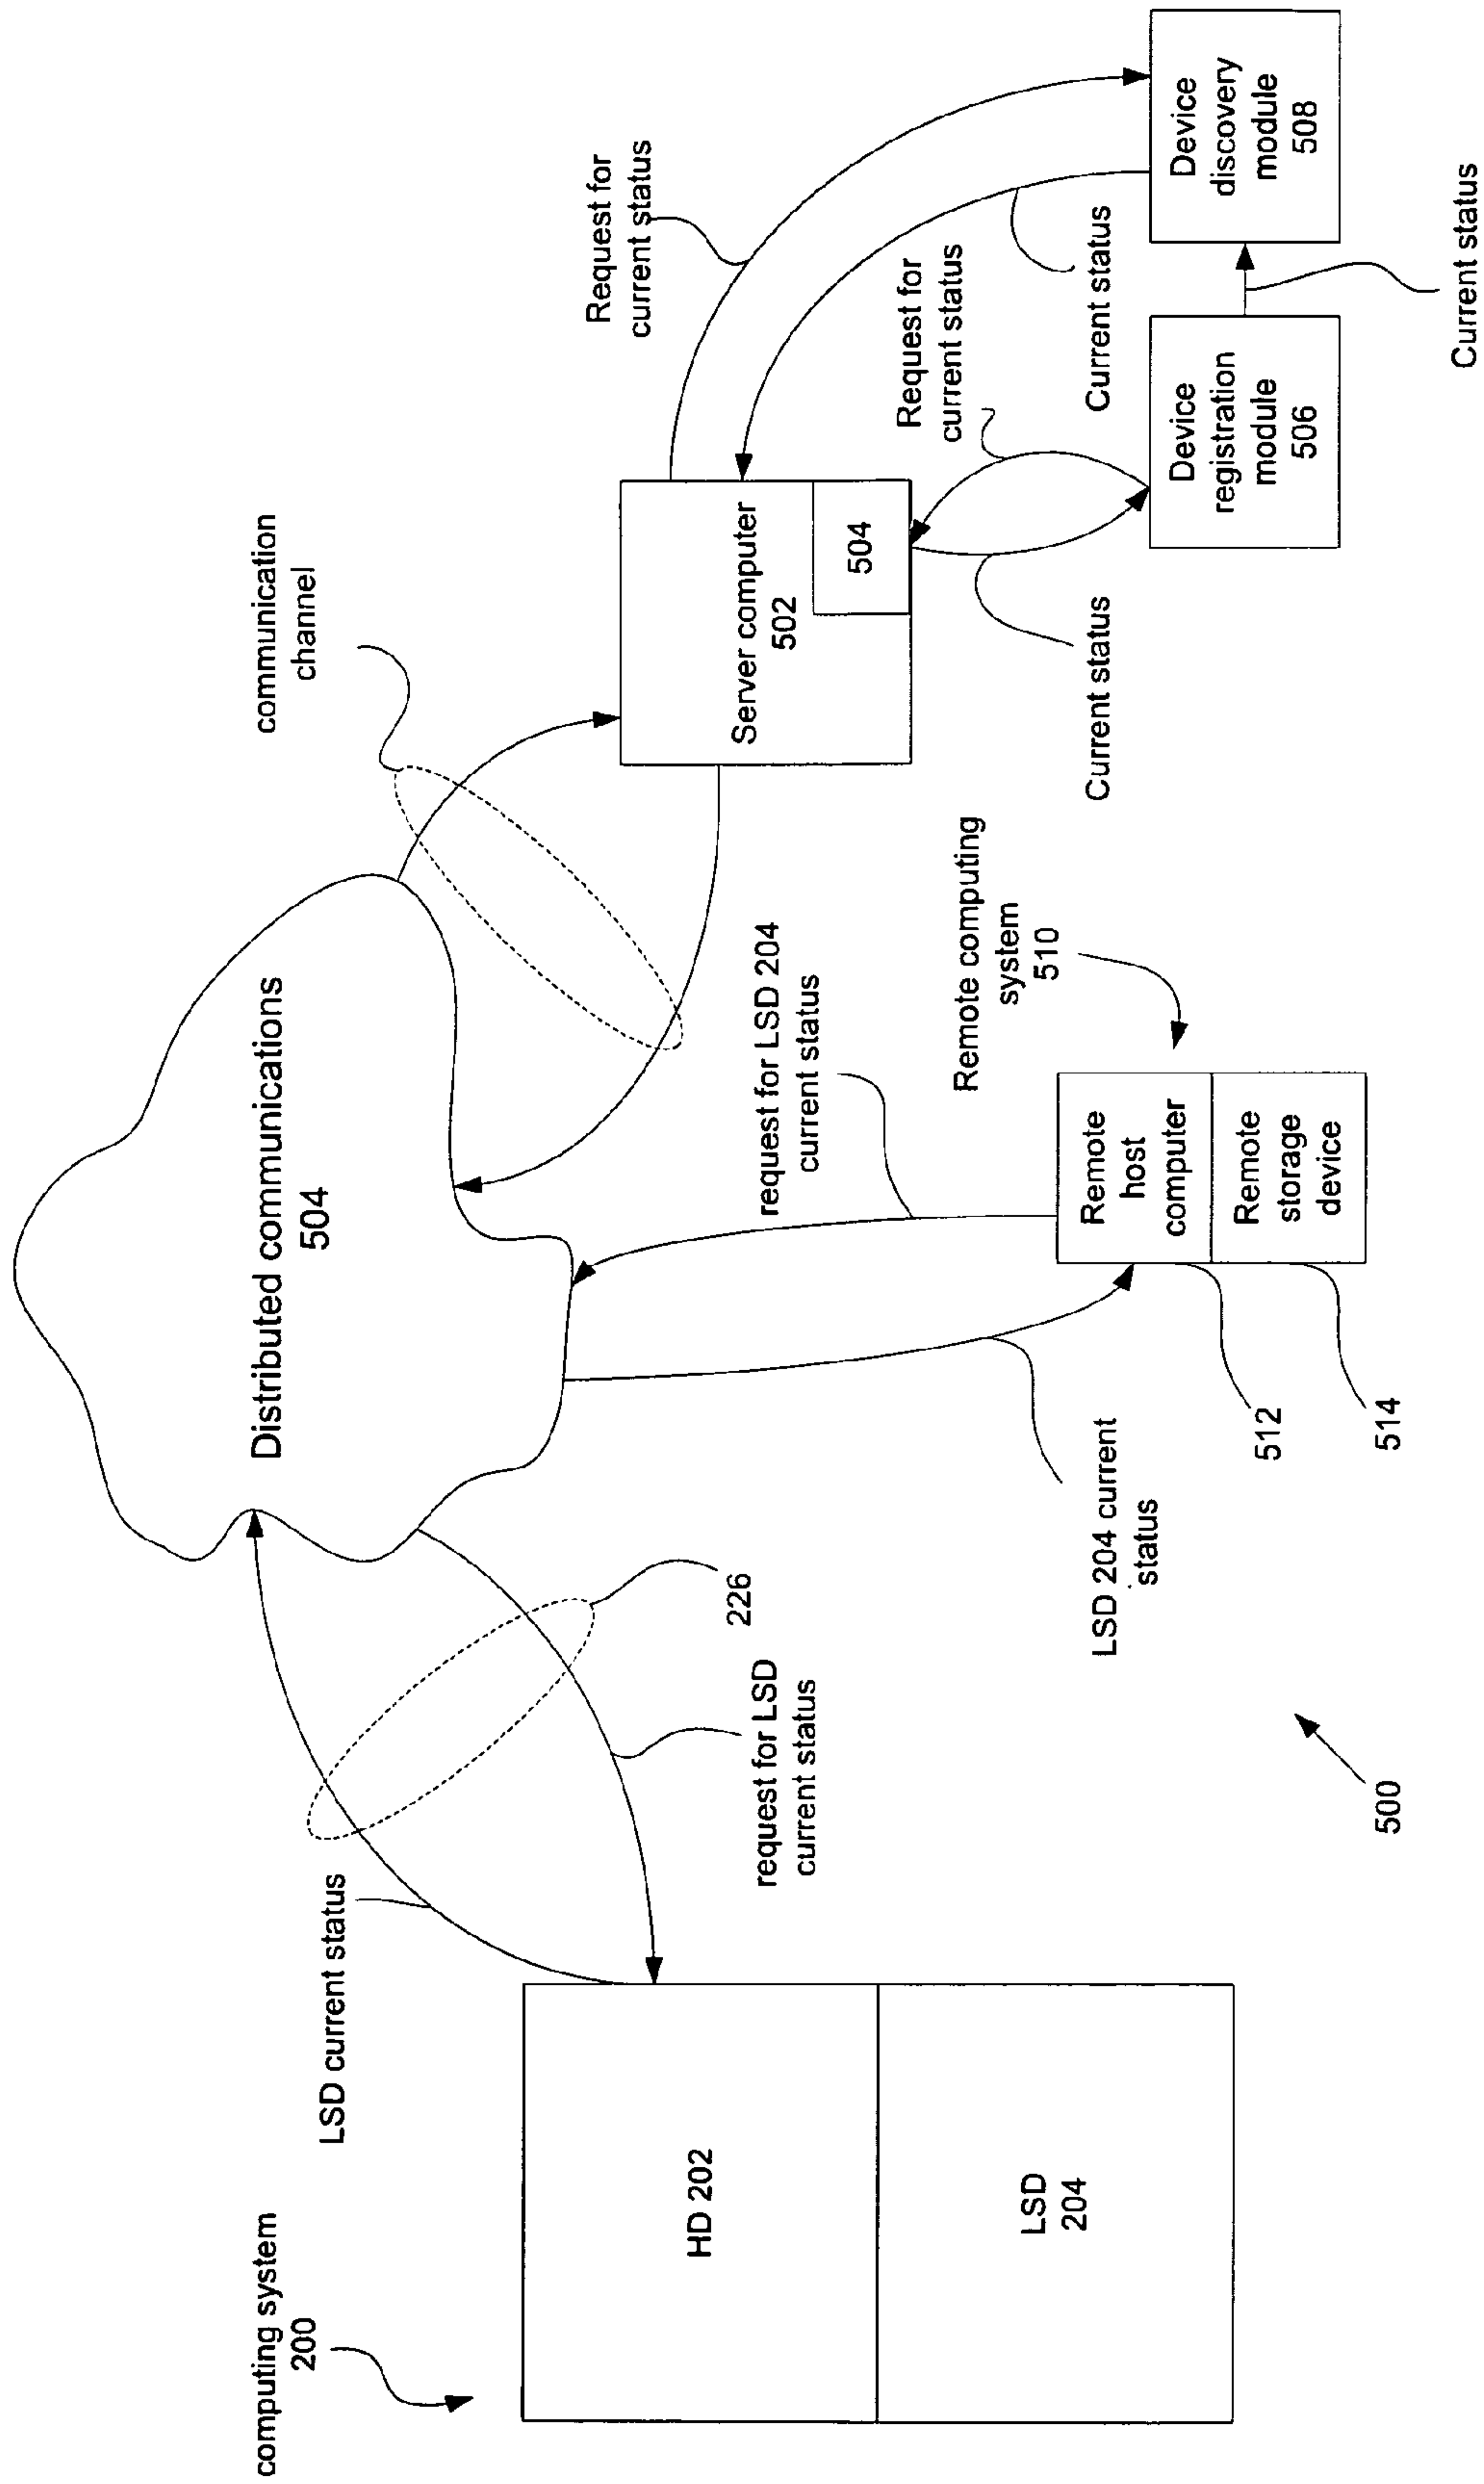 computing system
200
HD 202
LSD
204
LSD current status
request for LSD
current status
226
Distributed communications
504
communication
channel
Server computer
502
504
Request for
current status
Request for
current status
Current status
Current status
Device
discovery
module
508
Device
registration
module
506
Current status
request for LSD 204
current status
LSD 204 current
status
Remote computing
system
510
Remote
host
computer
Remote
storage
device
512
514
500